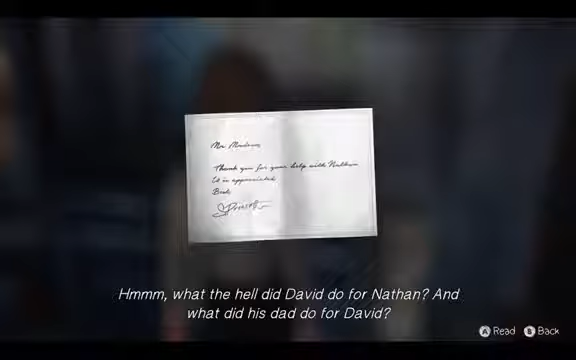 Mr. Madsen,
Thank you for your help with Nathan
It is appreciated
Best,
Hmmm, what the hell did David do for Nathan? And
what did his dad do for David?
A Read B Back